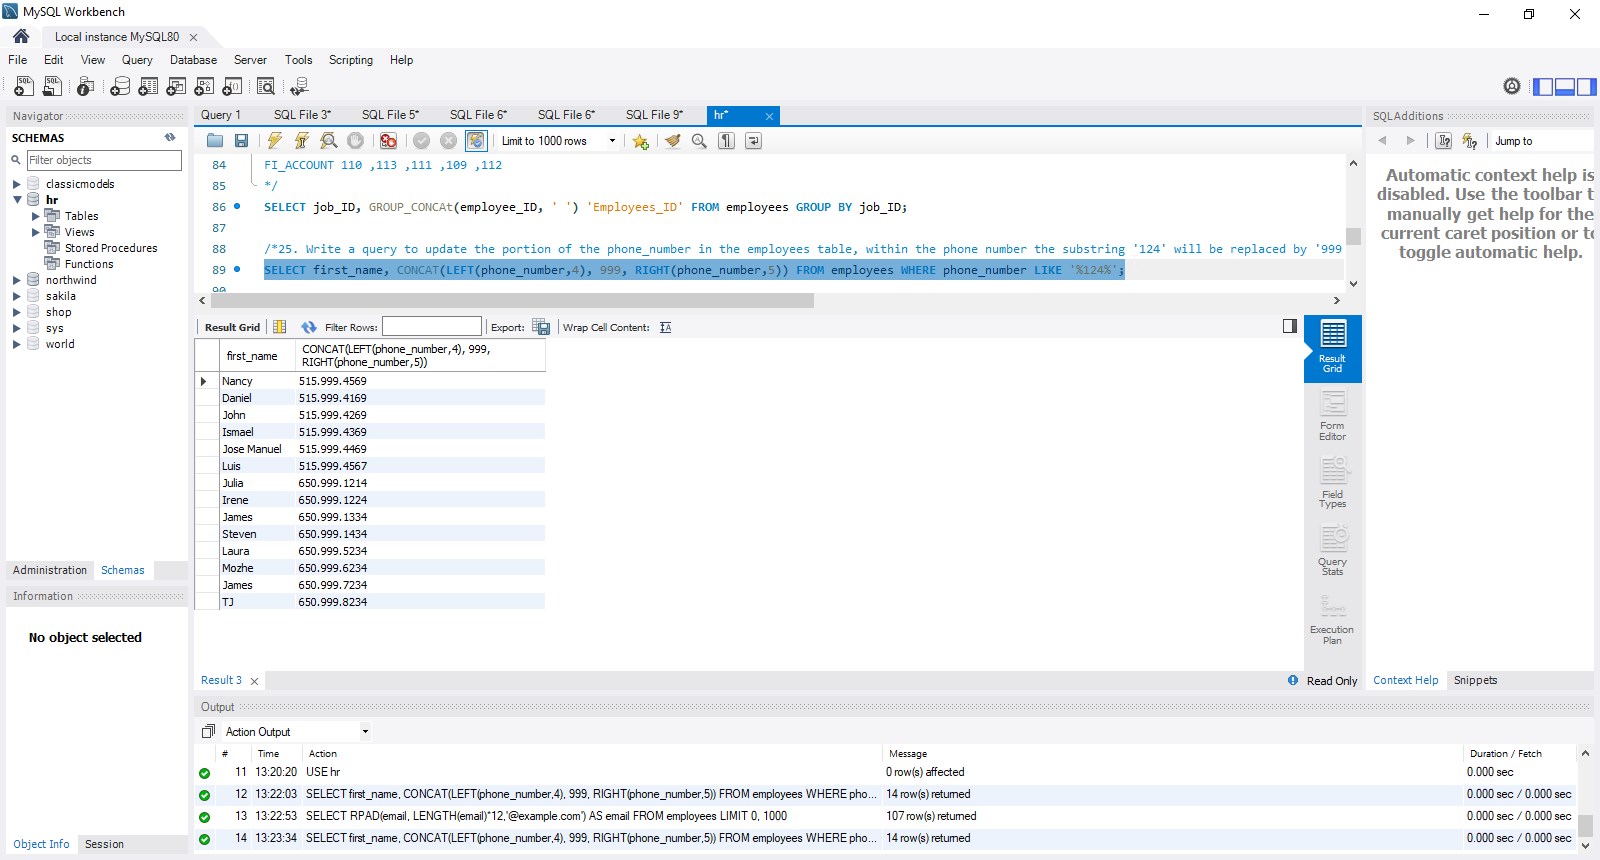 MySQL Workbench
Local instance MySQL80
File Edit View Query Database Server Tools Scripting Help
Navigator
SCHEMAS
Filter objects
classicmodels
hr
Tables
Views
Stored Procedures
Functions
northwind
sakila
shop
sys
world
Administration Schemas
Information
No object selected
Object Info Session
Query 1 SQL File 3* SQL File 5* SQL File 6* SQL File 6* SQL File 9* hr*
Limit to 1000 rows
84 FI_ACCOUNT 110 ,113 ,111 ,109 ,112
85 */
86 SELECT job_ID, GROUP_CONCAt(employee_ID, ' ') 'Employees_ID' FROM employees GROUP BY job_ID;
87
88 /*25. Write a query to update the portion of the phone_number in the employees table, within the phone number the substring '124' will be replaced by '999
89 SELECT first_name, CONCAT(LEFT(phone_number,4), 999, RIGHT(phone_number,5)) FROM employees WHERE phone_number LIKE '%124%';
90
Result Grid Filter Rows: Export: Wrap Cell Content:
first_name CONCAT(LEFT(phone_number,4), 999,
RIGHT(phone_number,5))
Nancy 515.999.4569
Daniel 515.999.4169
John 515.999.4269
Ismael 515.999.4369
Jose Manuel 515.999.4469
Luis 515.999.4567
Julia 650.999.1214
Irene 650.999.1224
James 650.999.1334
Steven 650.999.1434
Laura 650.999.5234
Mozhe 650.999.6234
James 650.999.7234
TJ 650.999.8234
Result
Grid
Form
Editor
Field
Types
Query
Stats
Execution
Plan
Result 3 Read Only
SQLAdditions
Jump to
Automatic context help is
disabled. Use the toolbar t
manually get help for the
current caret position or to
toggle automatic help.
Context Help Snippets
Output
Action Output
# Time Action Message Duration / Fetch
11 13:20:20 USE hr 0 row(s) affected 0.000 sec
12 13:22:03 SELECT first_name, CONCAT(LEFT(phone_number,4), 999, RIGHT(phone_number,5)) FROM employees WHERE pho... 14 row(s) returned 0.000 sec / 0.000 sec
13 13:22:53 SELECT RPAD(email, LENGTH(email)*12,'@example.com') AS email FROM employees LIMIT 0, 1000 107 row(s) returned 0.000 sec / 0.000 sec
14 13:23:34 SELECT first_name, CONCAT(LEFT(phone_number,4), 999, RIGHT(phone_number,5)) FROM employees WHERE pho... 14 row(s) returned 0.000 sec / 0.000 sec